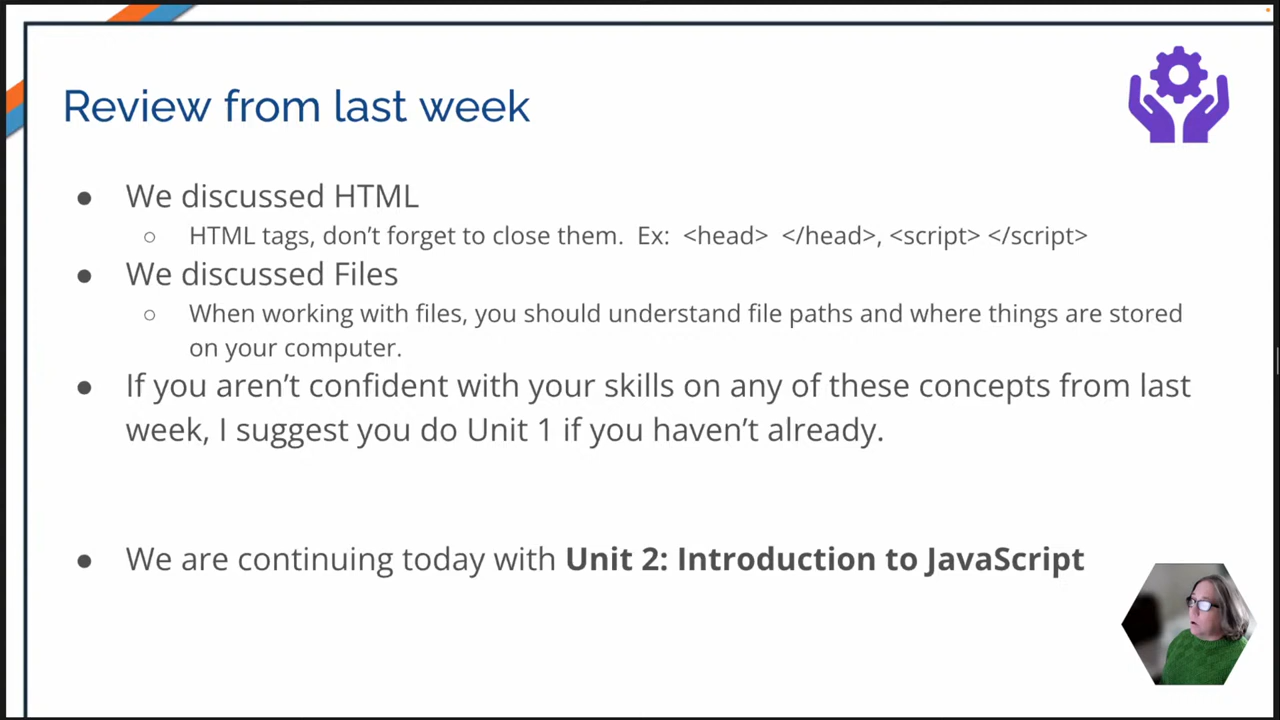 Review from last week
● We discussed HTML
○ HTML tags, don’t forget to close them.  Ex:  <head>  </head>, <script> </script>
● We discussed Files
○ When working with files, you should understand file paths and where things are stored
on your computer.
● If you aren’t confident with your skills on any of these concepts from last
week, I suggest you do Unit 1 if you haven’t already.
● We are continuing today with Unit 2: Introduction to JavaScript